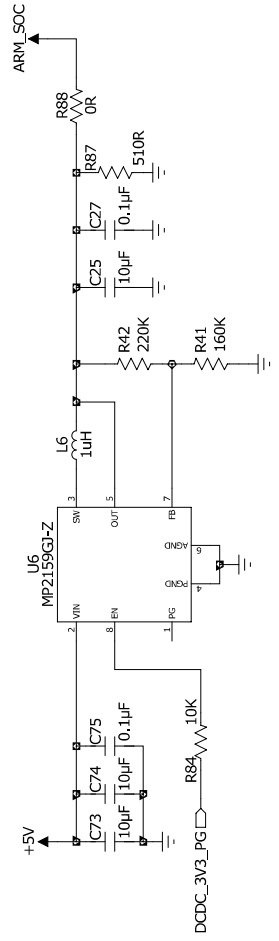 +5V
C73
10µF
C74
10µF
C75
0.1µF
DCDC_3V3_PG
R84
10K
U6
MP2159GJ-Z
2
VIN
8
EN
1
PG
SW
3
OUT
5
FB
7
PGND
4
AGND
6
L6
1uH
R42
220K
R41
160K
C25
10µF
C27
0.1µF
R87
510R
R88
0R
ARM_SOC